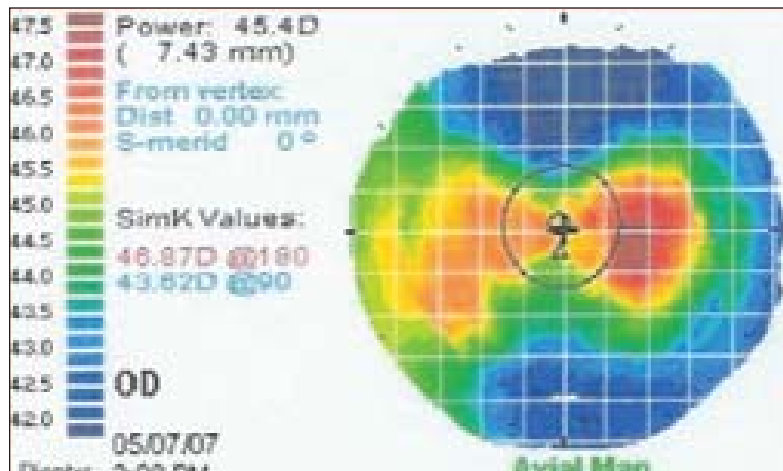 47.5
47.0
46.5
46.0
45.5
45.0
44.5
44.0
43.5
43.0
42.5
42.0
Power: 45.4D
( 7.43 mm)
From vertex:
Dist 0.00 mm
S-merid 0°
SimK Values:
46.87D @180
43.62D @90
OD
05/07/07
PM
Axial Map